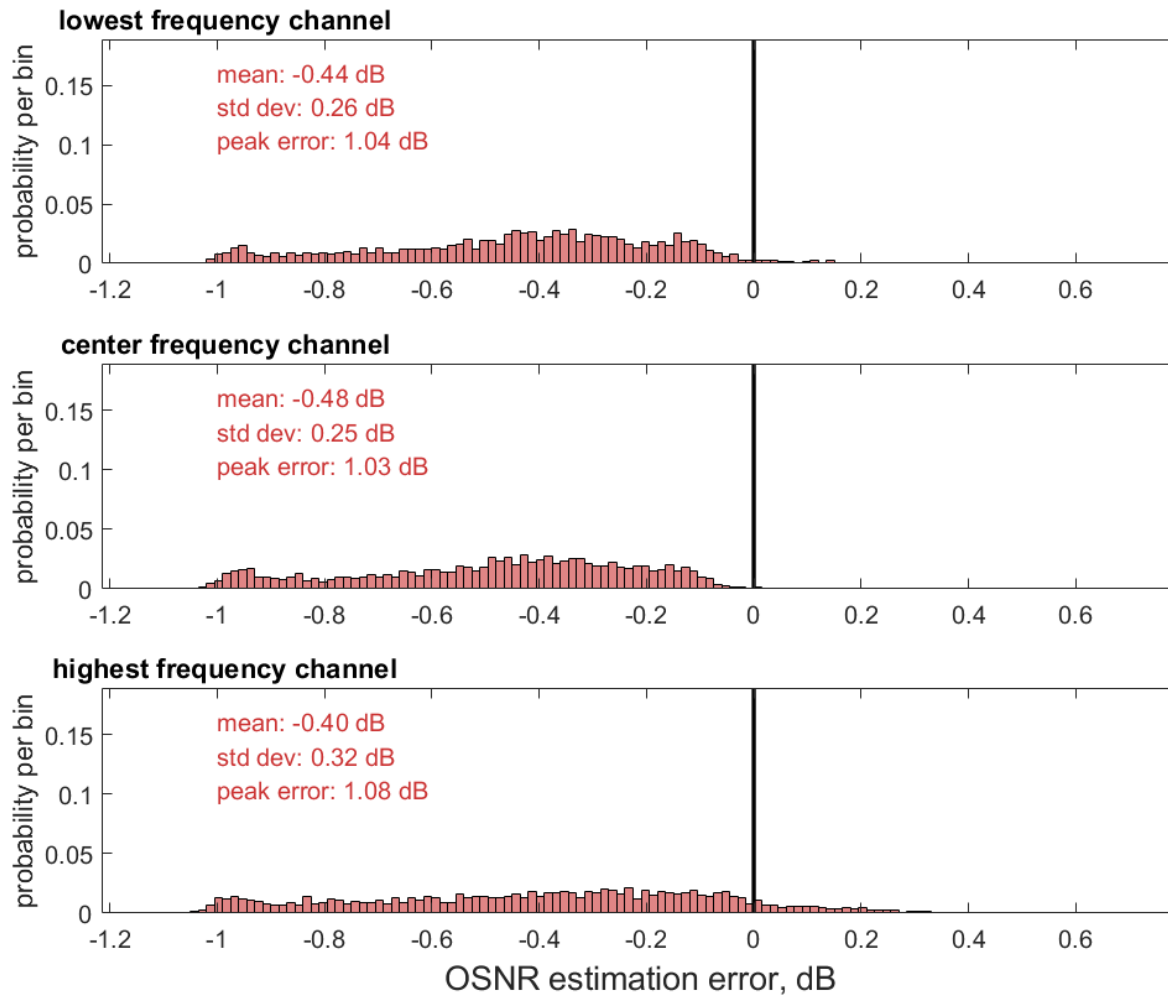 lowest frequency channel
probability per bin
0.15
0.1
0.05
0
mean: -0.44 dB
std dev: 0.26 dB
peak error: 1.04 dB
-1.2 -1 -0.8 -0.6 -0.4 -0.2 0 0.2 0.4 0.6
center frequency channel
probability per bin
0.15
0.1
0.05
0
mean: -0.48 dB
std dev: 0.25 dB
peak error: 1.03 dB
-1.2 -1 -0.8 -0.6 -0.4 -0.2 0 0.2 0.4 0.6
highest frequency channel
probability per bin
0.15
0.1
0.05
0
mean: -0.40 dB
std dev: 0.32 dB
peak error: 1.08 dB
-1.2 -1 -0.8 -0.6 -0.4 -0.2 0 0.2 0.4 0.6
OSNR estimation error, dB